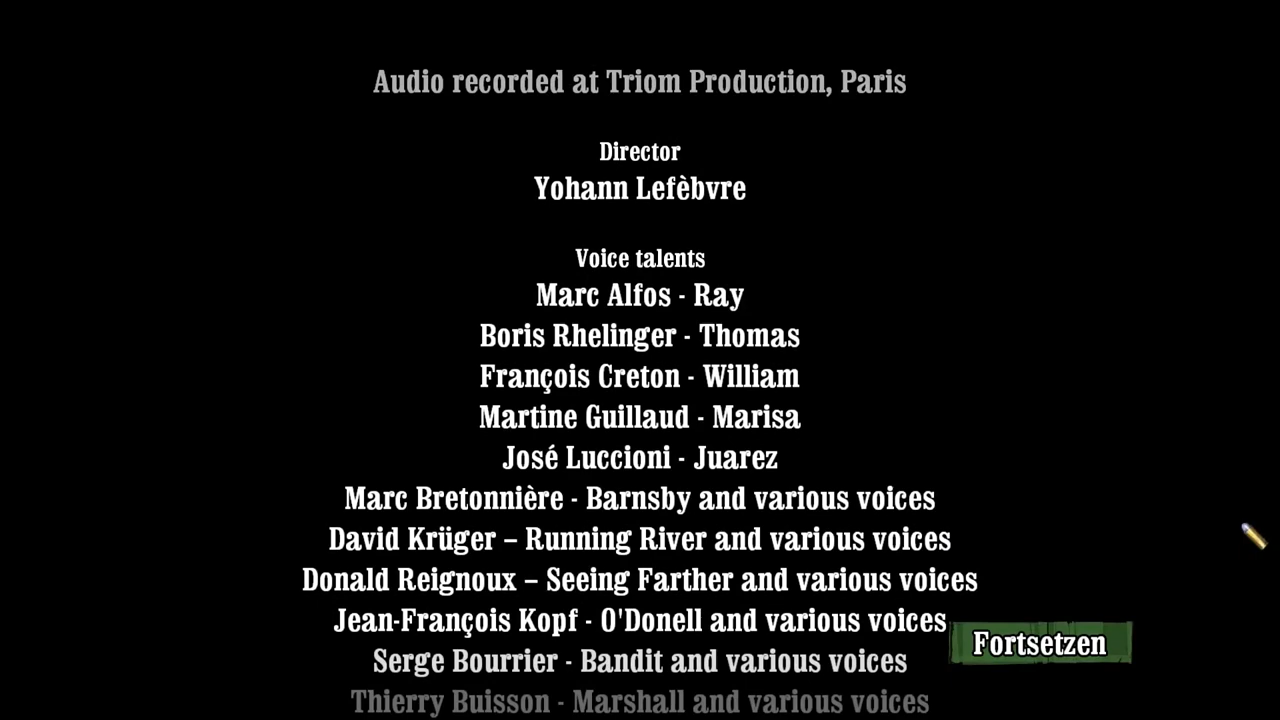 Audio recorded at Triom Production, Paris
Director
Yohann Lefèbvre
Voice talents
Marc Alfos - Ray
Boris Rhelinger - Thomas
François Creton - William
Martine Guillaud - Marisa
José Luccioni - Juarez
Marc Bretonnière - Barnsby and various voices
David Krüger – Running River and various voices
Donald Reignoux – Seeing Farther and various voices
Jean-François Kopf - O'Donell and various voices
Serge Bourrier - Bandit and various voices
Thierry Buisson - Marshall and various voices
Fortsetzen